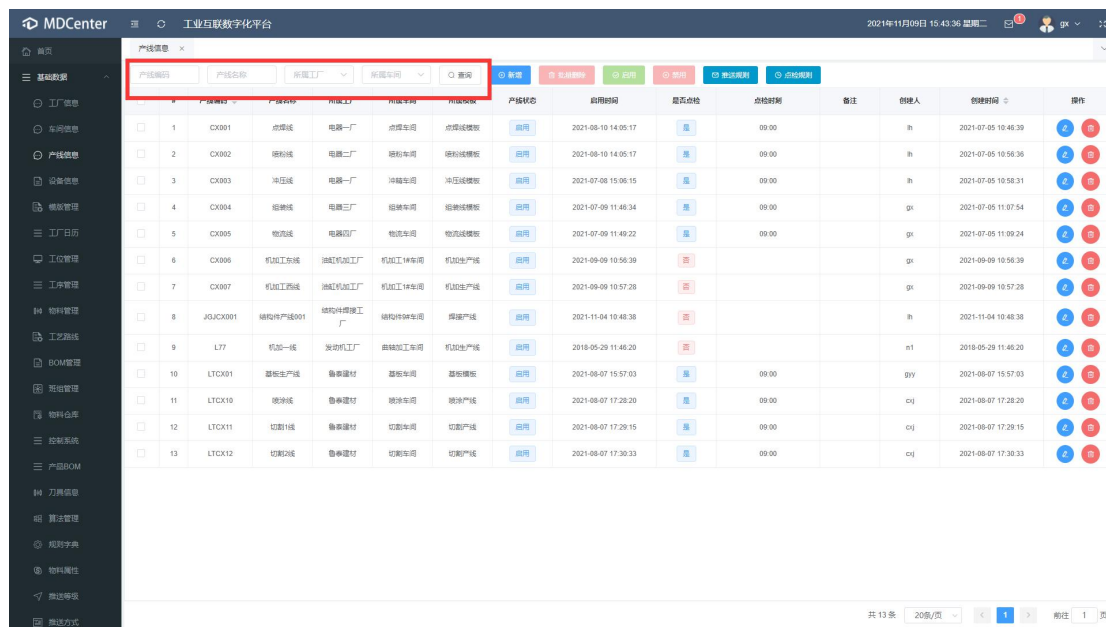 MDCenter 工业互联数字化平台 2021年11月09日 15:43:36 星期二 1 gx
首页 产线信息 ×
基础数据 产线编码 产线名称 所属工厂 所属车间 查询 新增 批量删除 启用 禁用 推送规则 点检规则
# 产线编码 产线名称 所属工厂 所属车间 所属模板 产线状态 启用时间 是否点检 点检时刻 备注 创建人 创建时间 操作
工厂信息
车间信息
产线信息
设备信息
模版管理
工厂日历
工位管理
工序管理
物料管理
工艺路线
BOM管理
班组管理
物料仓库
控制系统
产品BOM
刀具信息
算法管理
规则字典
物料属性
推送等级
推送方式
1 CX001 点焊线 电器一厂 点焊车间 点焊线模板 启用 2021-08-10 14:05:17 是 09:00 lh 2021-07-05 10:46:39
2 CX002 喷粉线 电器二厂 喷粉车间 喷粉线模板 启用 2021-08-10 14:05:17 是 09:00 lh 2021-07-05 10:56:36
3 CX003 冲压线 电器一厂 冲精车间 冲压线模板 启用 2021-07-08 15:06:15 是 09:00 lh 2021-07-05 10:58:31
4 CX004 组装线 电器三厂 组装车间 组装线模板 启用 2021-07-09 11:46:34 是 09:00 gx 2021-07-05 11:07:54
5 CX005 物流线 电器四厂 物流车间 物流线模板 启用 2021-07-09 11:49:22 是 09:00 gx 2021-07-05 11:09:24
6 CX006 机加工东线 油缸机加工厂 机加工1#车间 机加生产线 启用 2021-09-09 10:56:39 否 gx 2021-09-09 10:56:39
7 CX007 机加工西线 油缸机加工厂 机加工1#车间 机加生产线 启用 2021-09-09 10:57:28 否 gx 2021-09-09 10:57:28
8 JGJCX001 结构件产线001 结构件焊接工厂 结构件9#车间 焊接产线 启用 2021-11-04 10:48:38 否 lh 2021-11-04 10:48:38
9 L77 机加一线 发动机工厂 曲轴加工车间 机加生产线 启用 2018-05-29 11:46:20 否 n1 2018-05-29 11:46:20
10 LTCX01 基板生产线 鲁泰建材 基板车间 基板模板 启用 2021-08-07 15:57:03 是 09:00 gyy 2021-08-07 15:57:03
11 LTCX10 喷涂线 鲁泰建材 喷涂车间 喷涂产线 启用 2021-08-07 17:28:20 是 09:00 cxj 2021-08-07 17:28:20
12 LTCX11 切割1线 鲁泰建材 切割车间 切割产线 启用 2021-08-07 17:29:15 是 09:00 cxj 2021-08-07 17:29:15
13 LTCX12 切割2线 鲁泰建材 切割车间 切割产线 启用 2021-08-07 17:30:33 是 09:00 cxj 2021-08-07 17:30:33
共 13 条 20条/页 1 前往 1 页